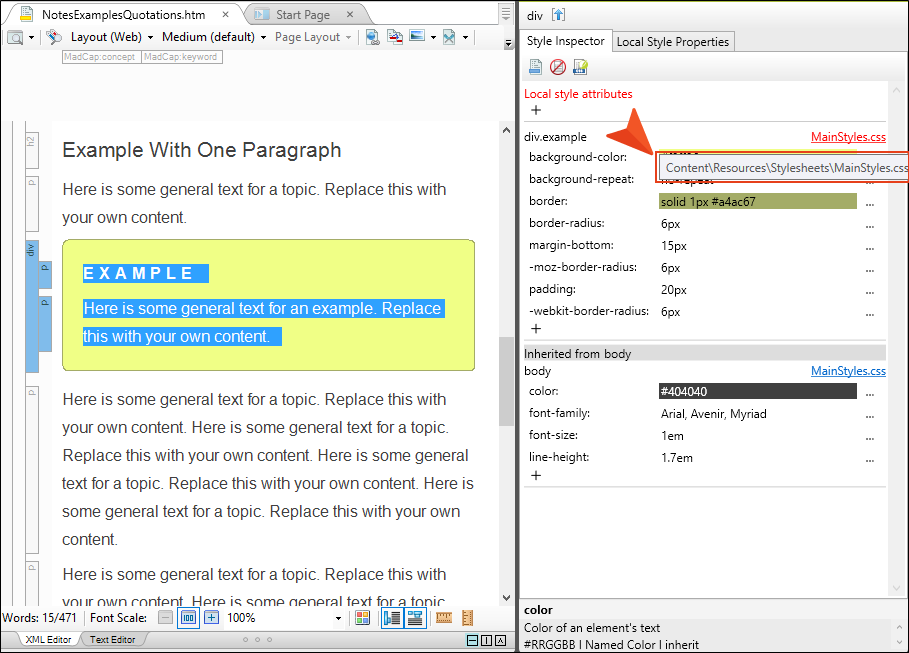 NotesExamplesQuotations.htm
Start Page
Layout (Web)
Medium (default)
Page Layout
MadCap:concept
MadCap:keyword
h2
Example With One Paragraph
p
Here is some general text for a topic. Replace this with
your own content.
div
p
EXAMPLE
p
Here is some general text for an example. Replace
this with your own content.
p
Here is some general text for a topic. Replace this with
your own content. Here is some general text for a topic.
Replace this with your own content. Here is some general
text for a topic. Replace this with your own content. Here is
some general text for a topic. Replace this with your own
content.
p
Here is some general text for a topic. Replace this with
your own content. Here is some general text for a topic.
Words: 15/471
Font Scale:
100
100%
XML Editor
Text Editor
div
Style Inspector
Local Style Properties
Local style attributes
+
div.example
MainStyles.css
background-color:
Content\Resources\Stylesheets\MainStyles.css
background-repeat:
no-repeat
border:
solid 1px #a4ac67
...
border-radius:
6px
...
margin-bottom:
15px
...
-moz-border-radius:
6px
...
padding:
20px
...
-webkit-border-radius:
6px
...
+
Inherited from body
body
MainStyles.css
color:
#404040
...
font-family:
Arial, Avenir, Myriad
...
font-size:
1em
...
line-height:
1.7em
...
+
color
Color of an element's text
#RRGGBB | Named Color | inherit